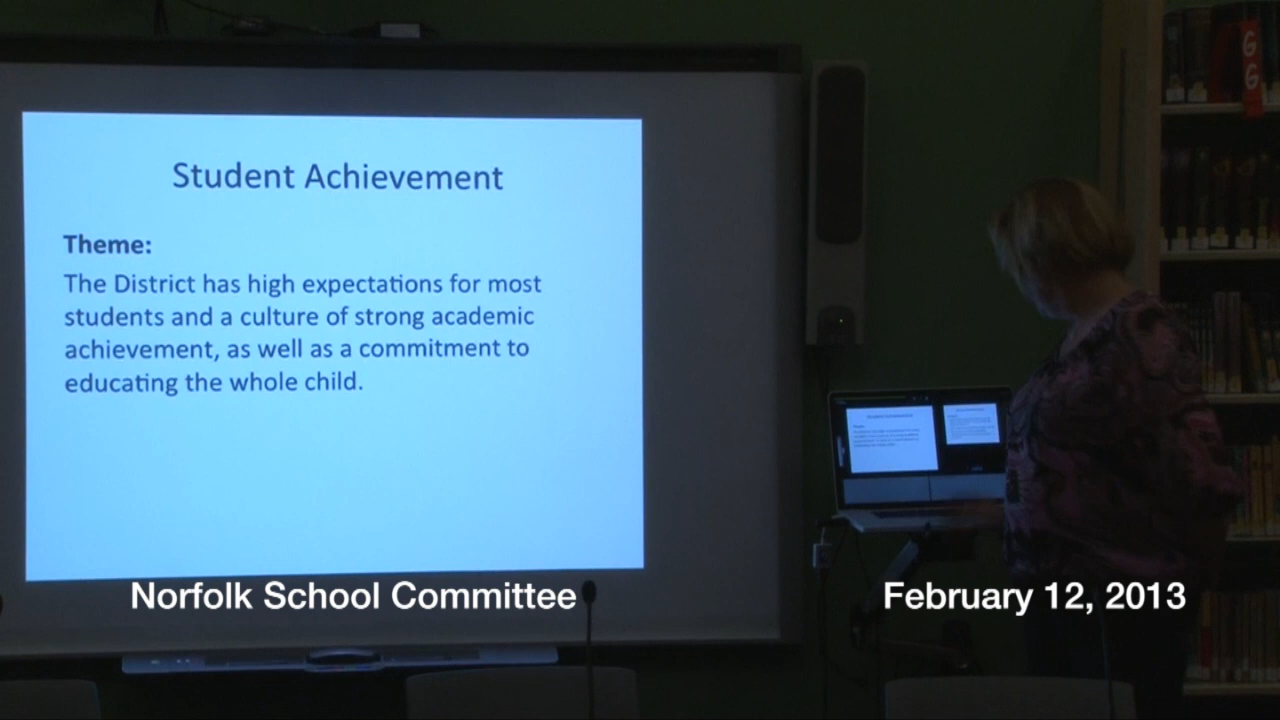 Student Achievement
Theme:
The District has high expectations for most
students and a culture of strong academic
achievement, as well as a commitment to
educating the whole child.
G
G
Norfolk School Committee
February 12, 2013